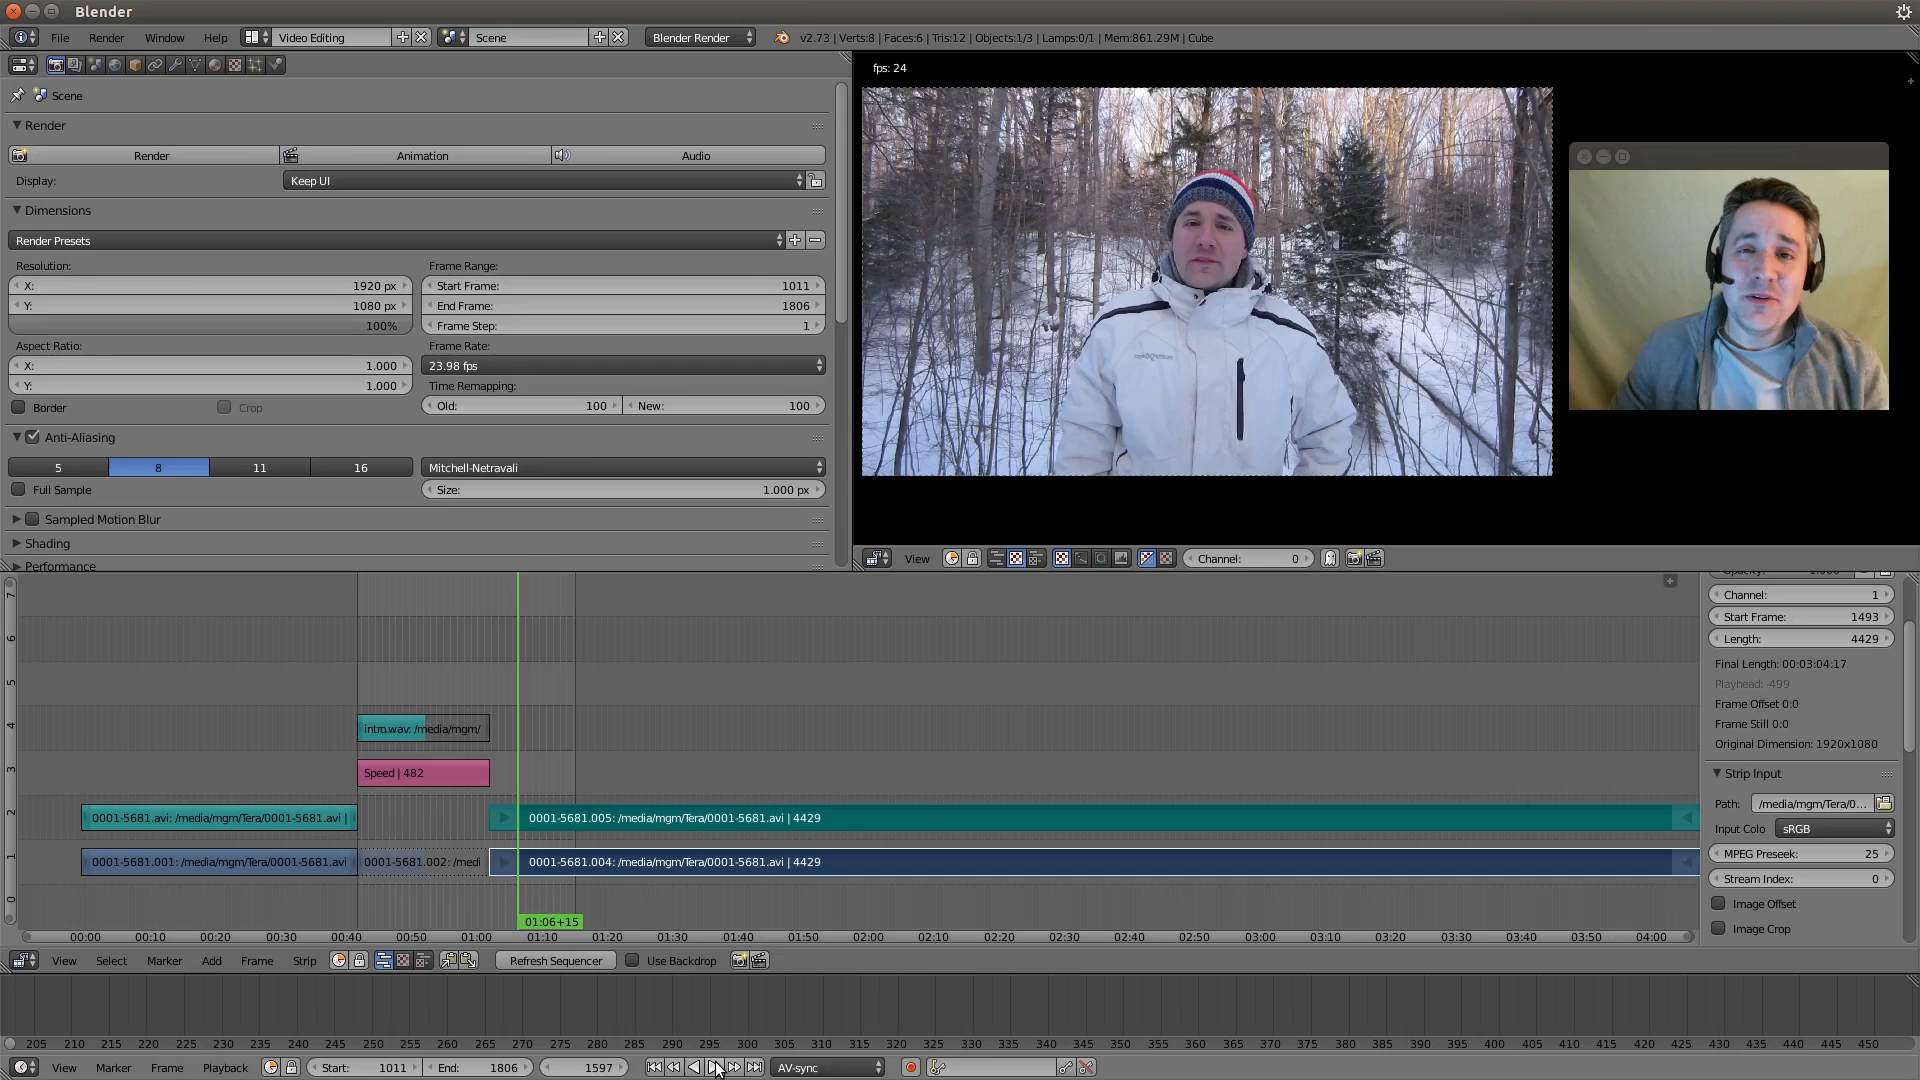 Blender
File Render Window Help Video Editing Scene Blender Render v2.73 | Verts:8 | Faces:6 | Tris:12 | Objects:1/3 | Lamps:0/1 | Mem:861.29M | Cube
fps: 24
Scene
Render
Render Animation Audio
Display: Keep UI
Dimensions
Render Presets
Resolution: Frame Range:
X: 1920 px Start Frame: 1011
Y: 1080 px End Frame: 1806
100% Frame Step: 1
Aspect Ratio: Frame Rate:
X: 1.000 23.98 fps
Y: 1.000 Time Remapping:
Border Crop Old: 100 New: 100
Anti-Aliasing
5 8 11 16 Mitchell-Netravali
Full Sample Size: 1.000 px
Sampled Motion Blur
Shading
Performance
View Channel: 0
7
6
5
4
3
2
1
0
intro.wav: /media/mgm/
Speed | 482
0001-5681.avi: /media/mgm/Tera/0001-5681.avi |
0001-5681.005: /media/mgm/Tera/0001-5681.avi | 4429
0001-5681.001: /media/mgm/Tera/0001-5681.avi
0001-5681.002: /medi
0001-5681.004: /media/mgm/Tera/0001-5681.avi | 4429
01:06+15
00:00 00:10 00:20 00:30 00:40 00:50 01:00 01:10 01:20 01:30 01:40 01:50 02:00 02:10 02:20 02:30 02:40 02:50 03:00 03:10 03:20 03:30 03:40 03:50 04:00
Channel: 1
Start Frame: 1493
Length: 4429
Final Length: 00:03:04:17
Playhead: -499
Frame Offset 0:0
Frame Still 0:0
Original Dimension: 1920x1080
Strip Input
Path: /media/mgm/Tera/0...
Input Colo sRGB
MPEG Preseek: 25
Stream Index: 0
Image Offset
Image Crop
View Select Marker Add Frame Strip Refresh Sequencer Use Backdrop
205 210 215 220 225 230 235 240 245 250 255 260 265 270 275 280 285 290 295 300 305 310 315 320 325 330 335 340 345 350 355 360 365 370 375 380 385 390 395 400 405 410 415 420 425 430 435 440 445 450
View Marker Frame Playback Start: 1011 End: 1806 1597 AV-sync